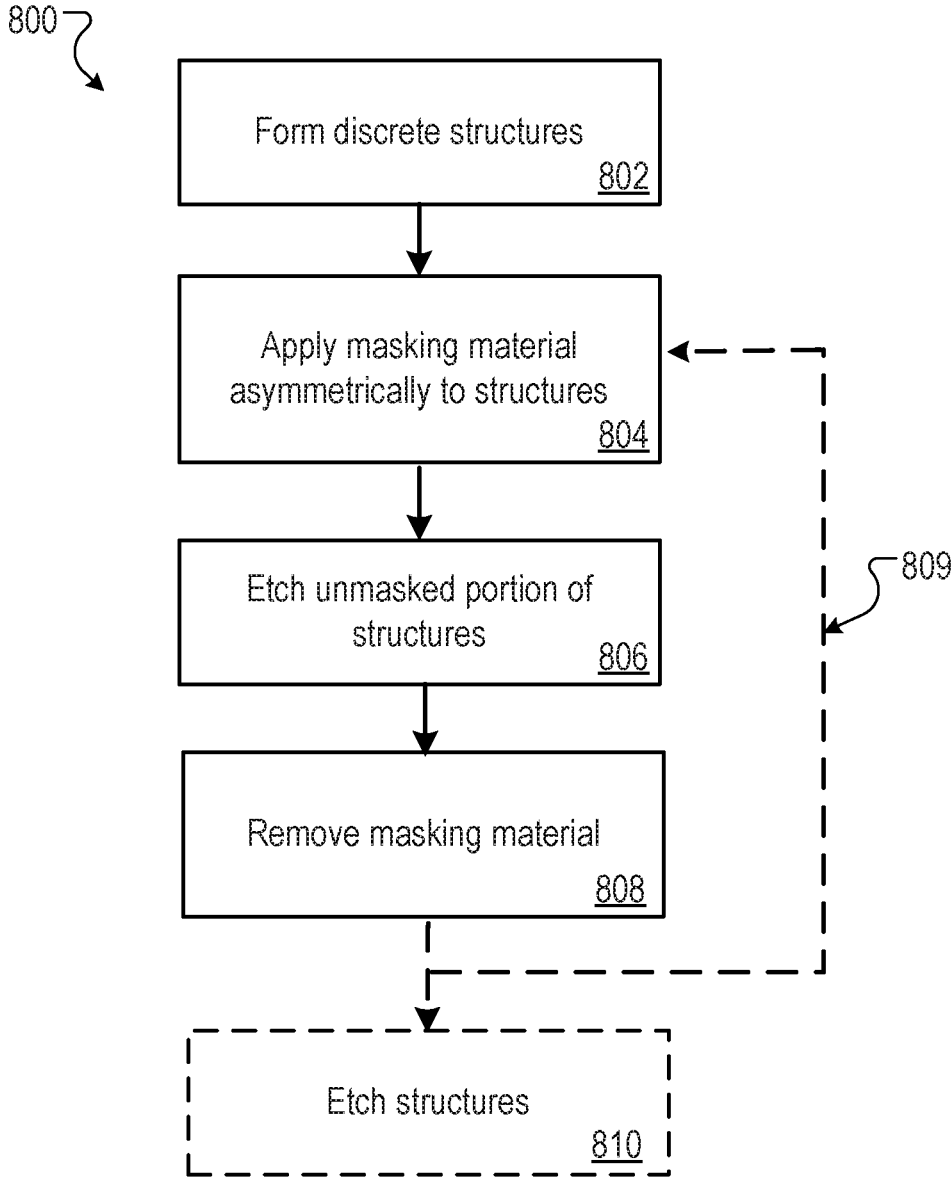 800
Form discrete structures
802
Apply masking material
asymmetrically to structures
804
Etch unmasked portion of
structures
806
809
Remove masking material
808
Etch structures
810